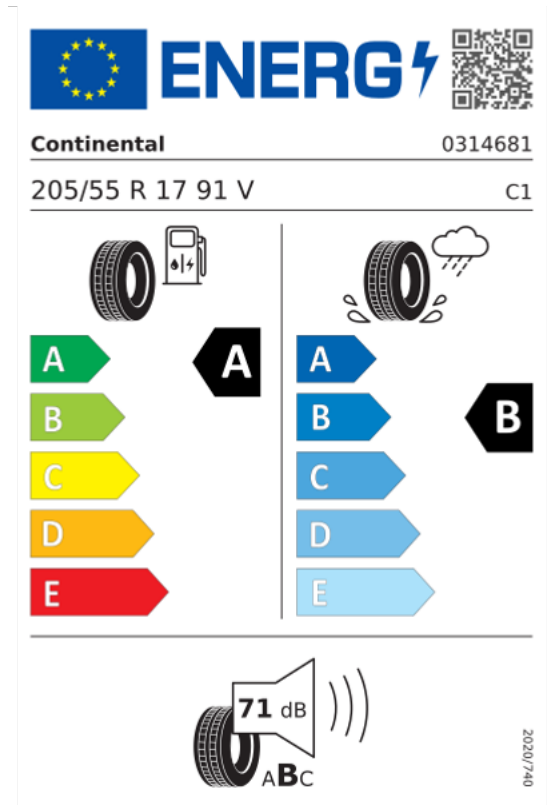 ENERG
Continental 0314681
205/55 R 17 91 V C1
A A A
B B B
C C
D D
E E
71 dB
ABC
2020/740